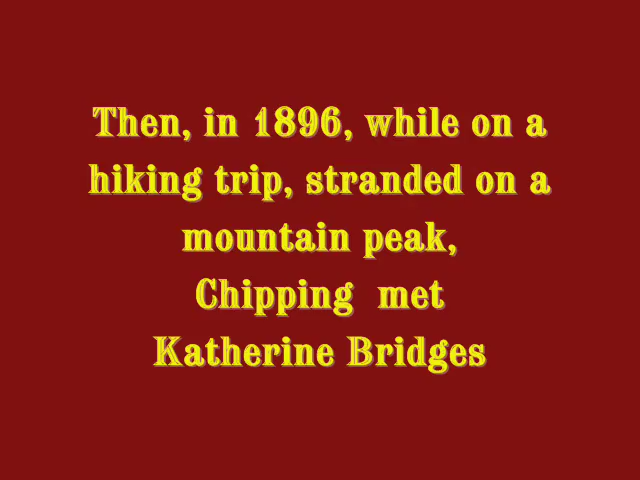 Then, in 1896, while on a
hiking trip, stranded on a
mountain peak,
Chipping  met
Katherine Bridges